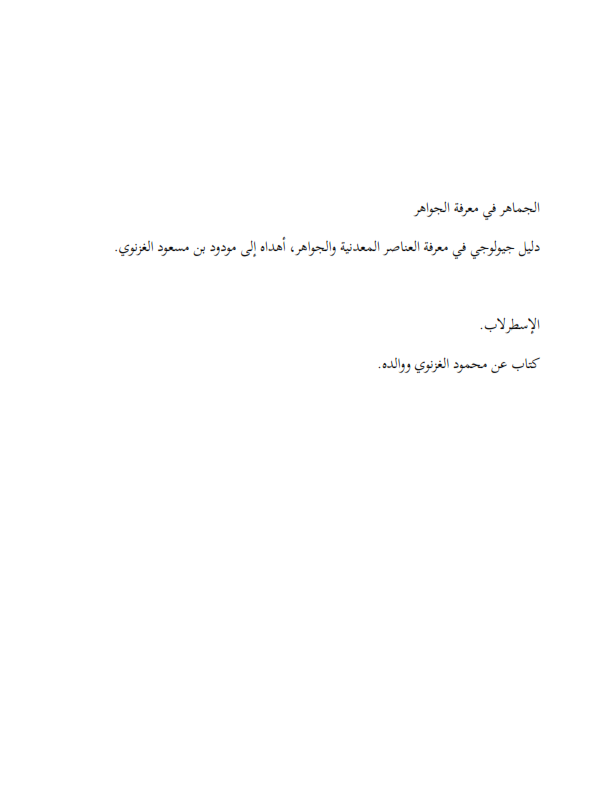 الجماهر في معرفة الجواهر
دليل جيولوجي في معرفة العناصر المعدنية والجواهر، أهداه إلى مودود بن مسعود الغزنوي.
الإسطرلاب.
كتاب عن محمود الغزنوي ووالده.